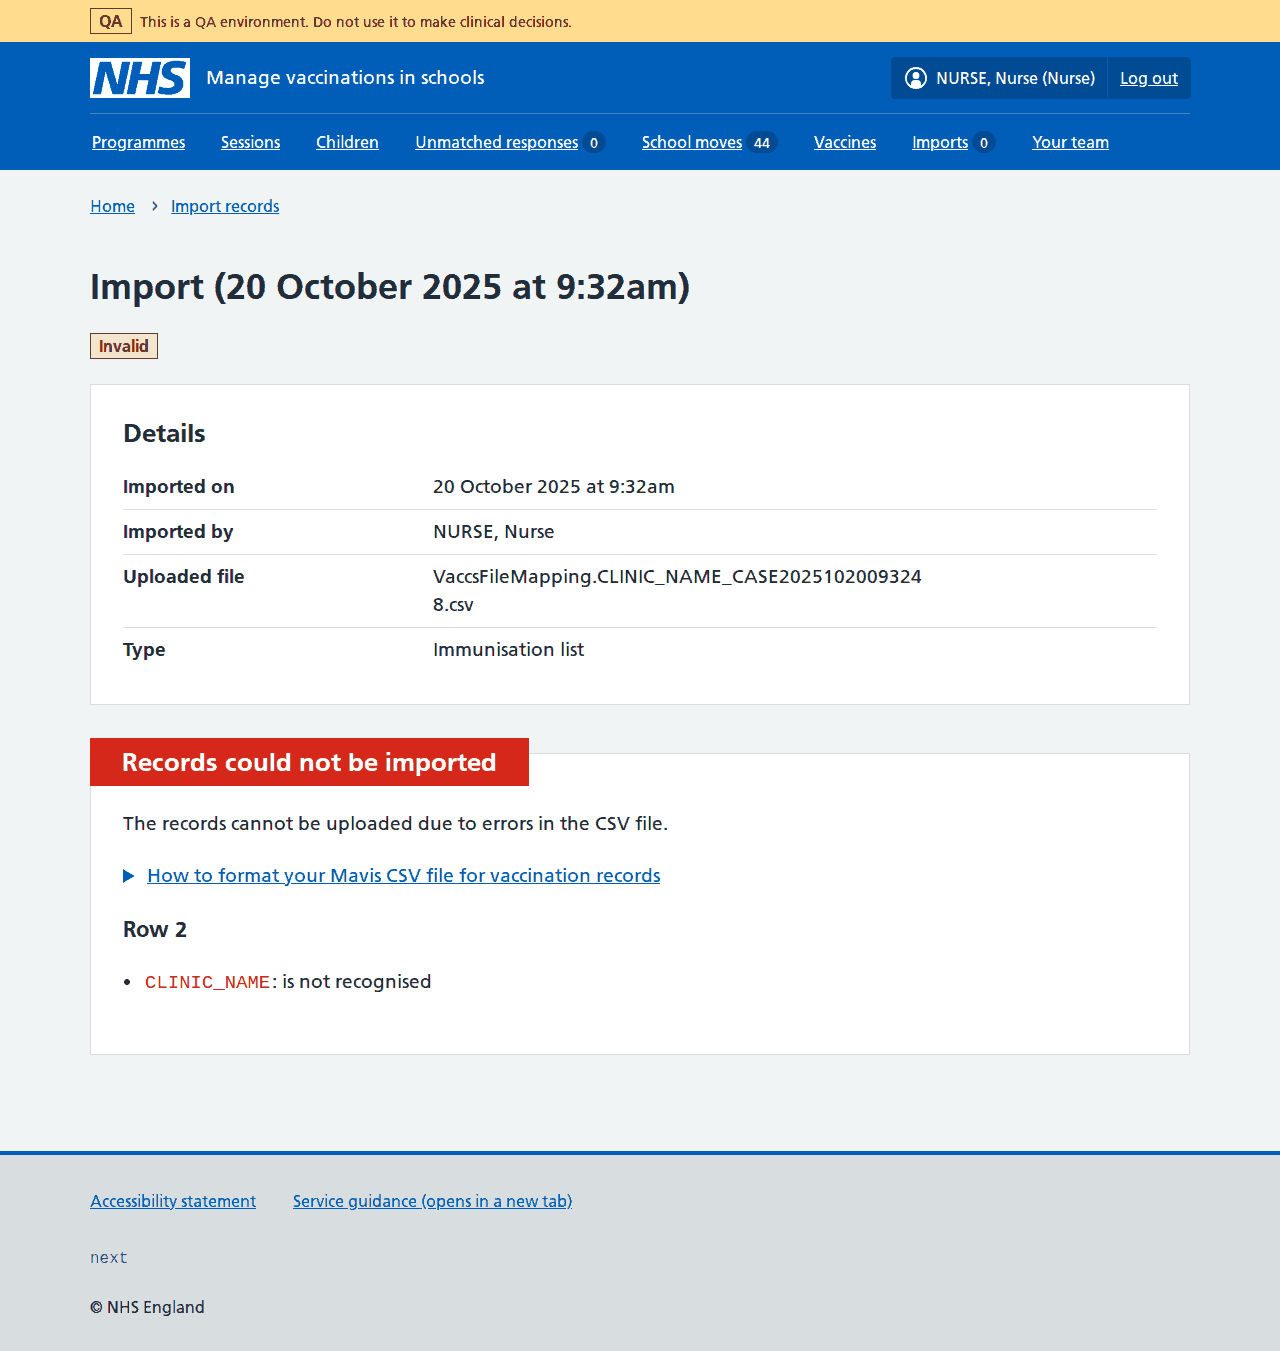 QA This is a QA environment. Do not use it to make clinical decisions.
NHS Manage vaccinations in schools NURSE, Nurse (Nurse) Log out
Programmes Sessions Children Unmatched responses 0 School moves 44 Vaccines Imports 0 Your team
Home Import records
Import (20 October 2025 at 9:32am)
Invalid
Details
Imported on 20 October 2025 at 9:32am
Imported by NURSE, Nurse
Uploaded file VaccsFileMapping.CLINIC_NAME_CASE2025102009324
8.csv
Type Immunisation list
Records could not be imported
The records cannot be uploaded due to errors in the CSV file.
How to format your Mavis CSV file for vaccination records
Row 2
• CLINIC_NAME: is not recognised
Accessibility statement Service guidance (opens in a new tab)
next
© NHS England